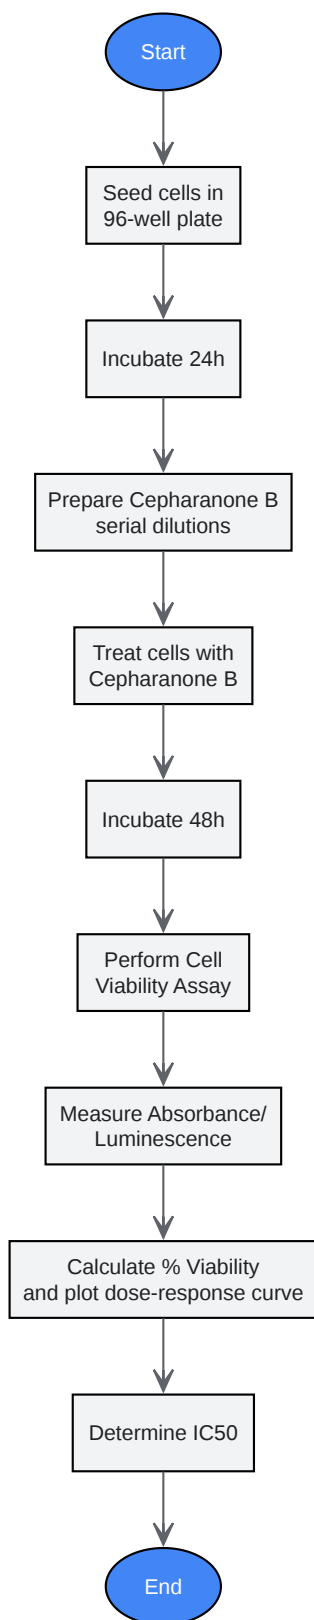 Start
Seed cells in
96-well plate
Incubate 24h
Prepare Cepharanone B
serial dilutions
Treat cells with
Cepharanone B
Incubate 48h
Perform Cell
Viability Assay
Measure Absorbance/
Luminescence
Calculate % Viability
and plot dose-response curve
Determine IC50
End